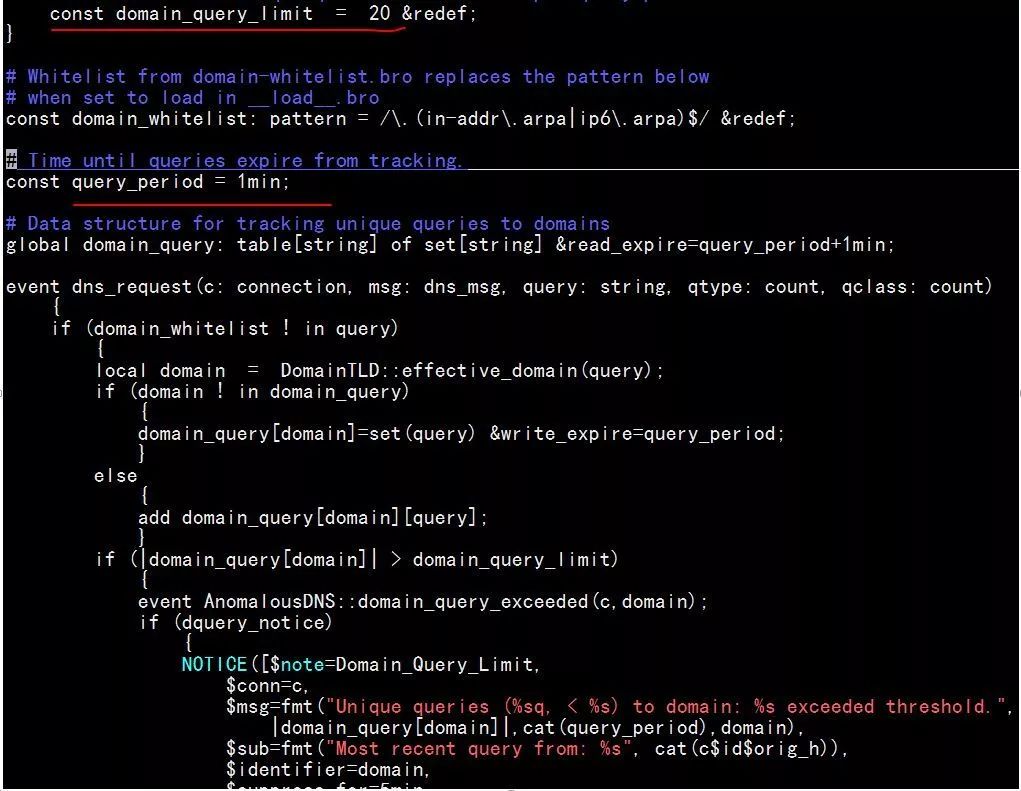 const domain_query_limit  =  20 &redef;
}
# Whitelist from domain-whitelist.bro replaces the pattern below
# when set to load in __load__.bro
const domain_whitelist: pattern = /\.(in-addr\.arpa|ip6\.arpa)$/ &redef;
# Time until queries expire from tracking.
const query_period = 1min;
# Data structure for tracking unique queries to domains
global domain_query: table[string] of set[string] &read_expire=query_period+1min;
event dns_request(c: connection, msg: dns_msg, query: string, qtype: count, qclass: count)
{
if (domain_whitelist ! in query)
{
local domain  =  DomainTLD::effective_domain(query);
if (domain ! in domain_query)
{
domain_query[domain]=set(query) &write_expire=query_period;
}
else
{
add domain_query[domain][query];
}
if (|domain_query[domain]| > domain_query_limit)
{
event AnomalousDNS::domain_query_exceeded(c,domain);
if (dquery_notice)
{
NOTICE([$note=Domain_Query_Limit,
$conn=c,
$msg=fmt("Unique queries (%sq, < %s) to domain: %s exceeded threshold.",
|domain_query[domain]|,cat(query_period),domain),
$sub=fmt("Most recent query from: %s", cat(c$id$orig_h)),
$identifier=domain,